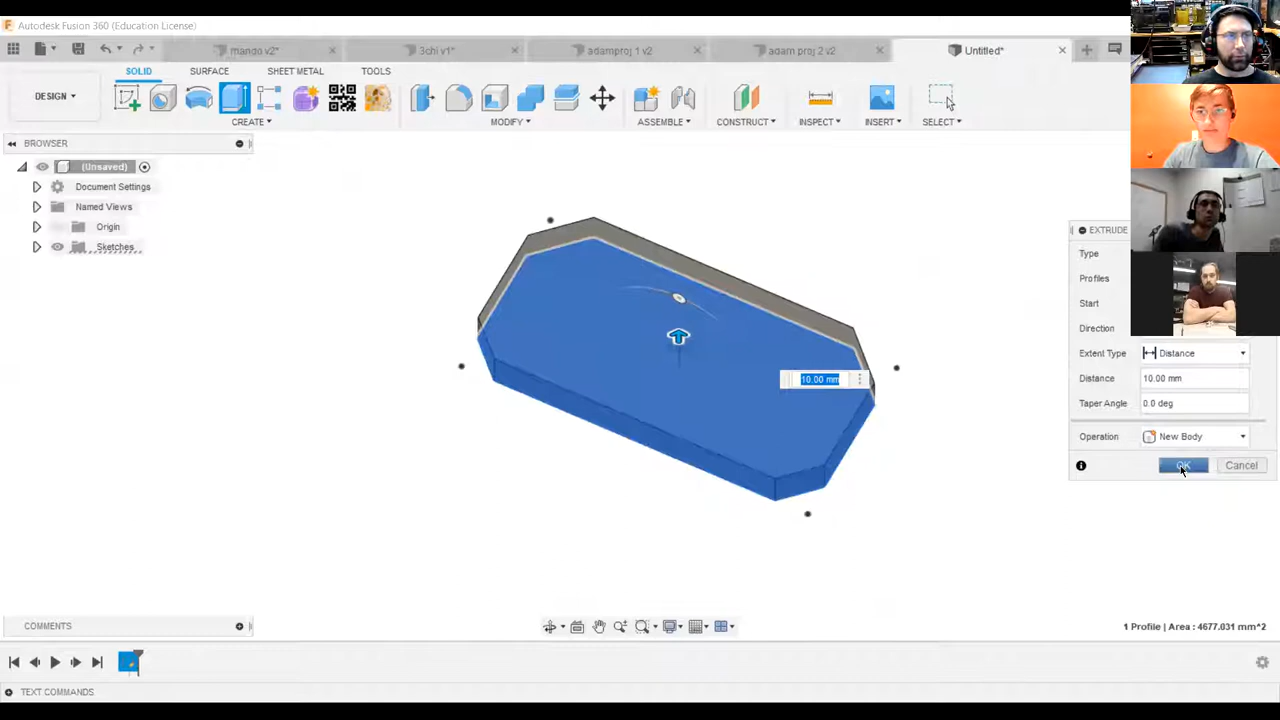 Autodesk Fusion 360 (Education License)
mando v2*
3chi v1*
adamproj 1 v2
adam proj 2 v2
Untitled*
SOLID
SURFACE
SHEET METAL
TOOLS
DESIGN
CREATE
MODIFY
ASSEMBLE
CONSTRUCT
INSPECT
INSERT
SELECT
BROWSER
(Unsaved)
Document Settings
Named Views
Origin
Sketches
10.00 mm
EXTRUDE
Type
Profiles
Start
Direction
Extent Type
Distance
Distance
10.00 mm
Taper Angle
0.0 deg
Operation
New Body
OK
Cancel
COMMENTS
1 Profile | Area : 4677.031 mm^2
TEXT COMMANDS